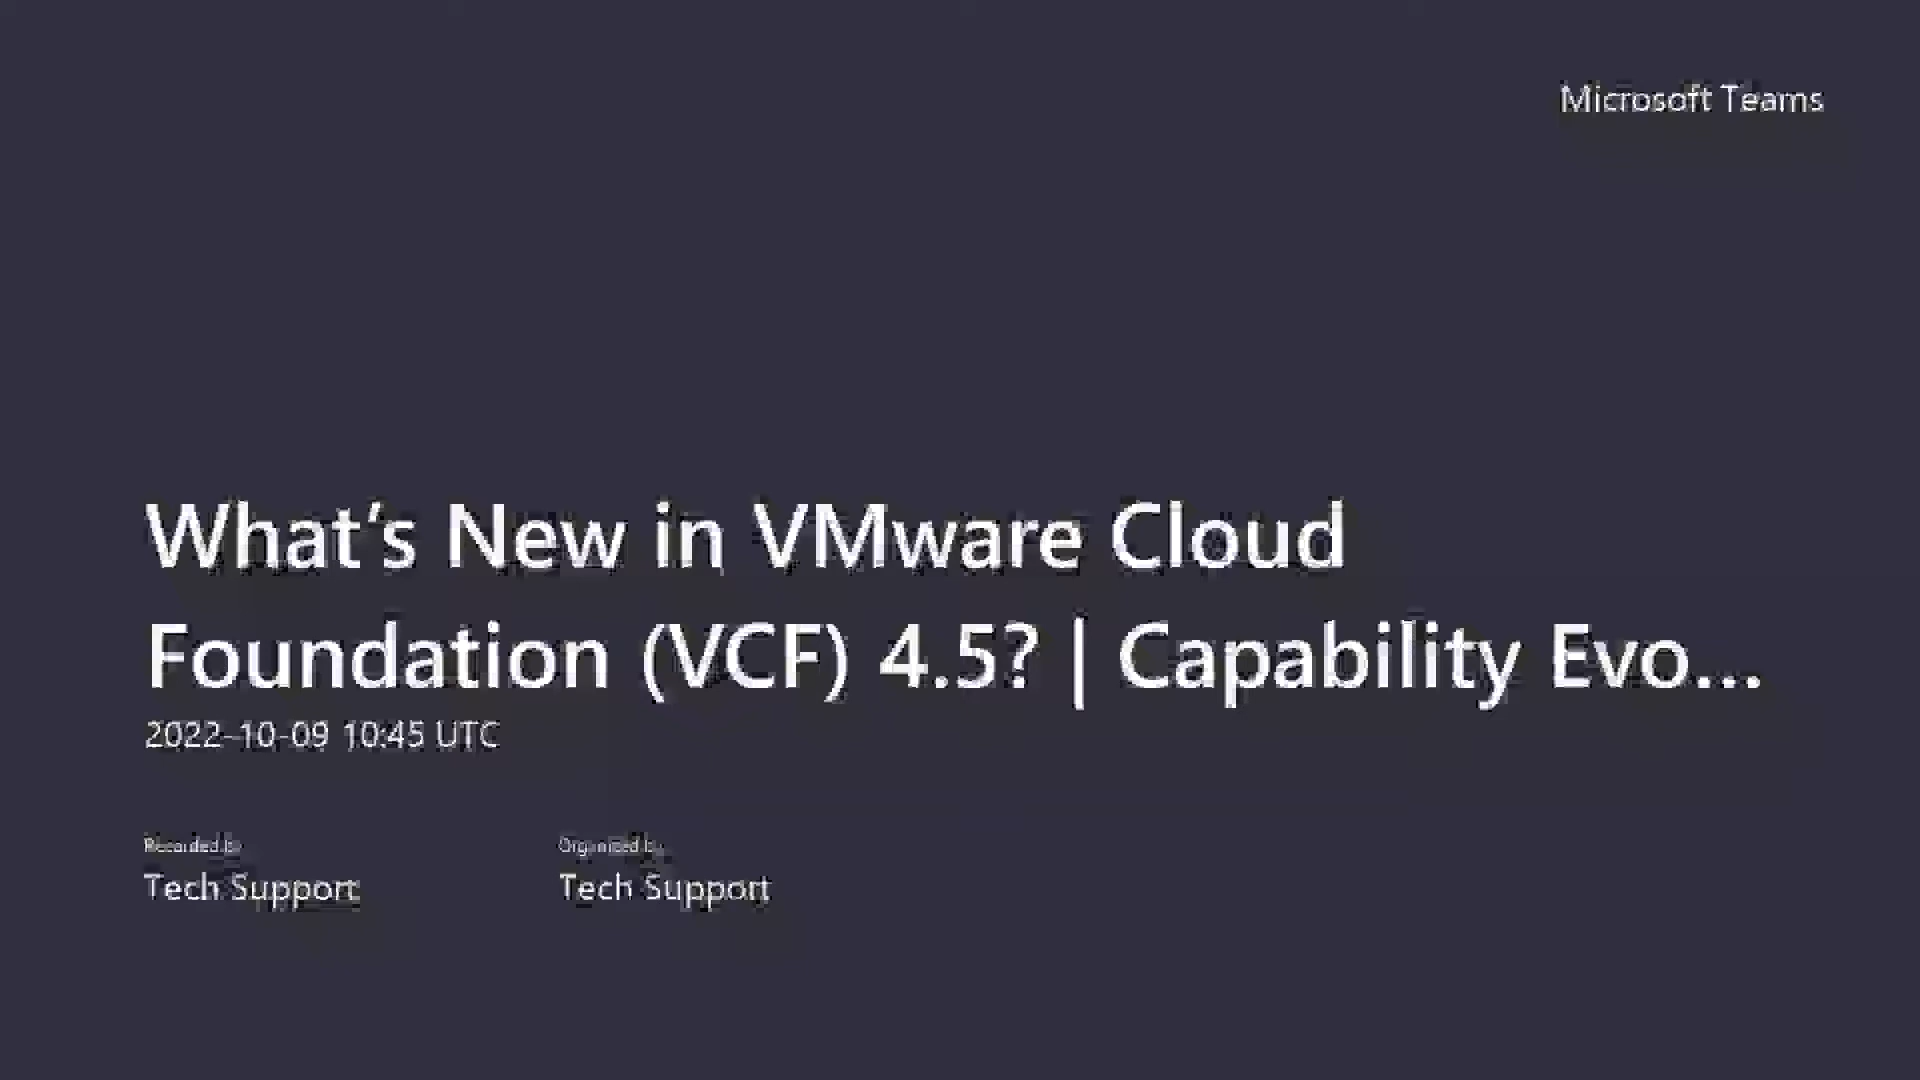 Microsoft Teams
What's New in VMware Cloud
Foundation (VCF) 4.5? | Capability Evo...
2022-10-09 10:45 UTC
Recorded by
Organized by
Tech Support
Tech Support